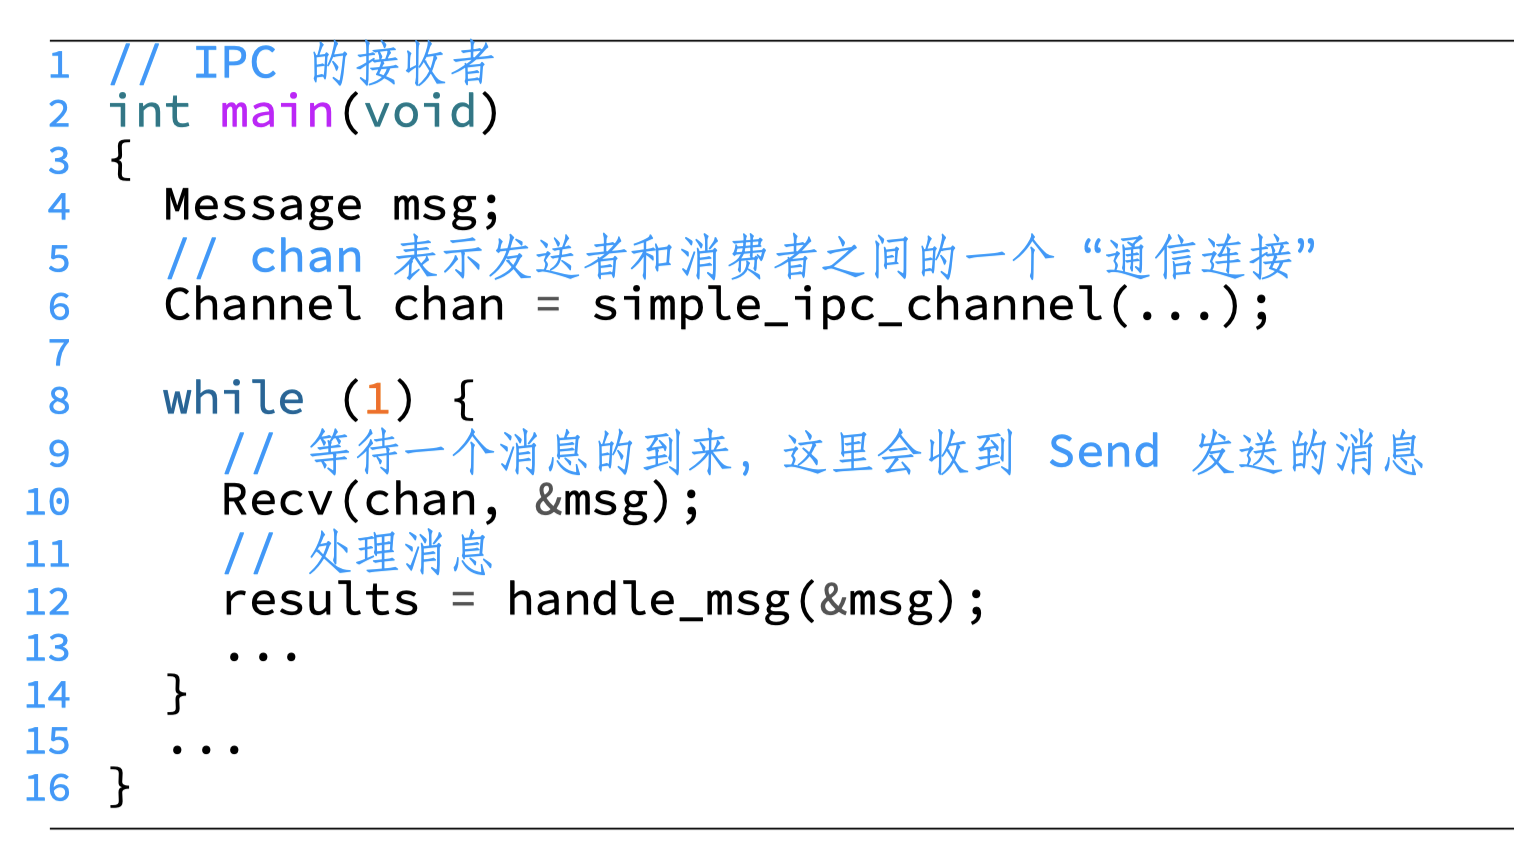 1 // IPC 的接收者
2 int main(void)
3 {
4   Message msg;
5   // chan 表示发送者和消费者之间的一个“通信连接”
6   Channel chan = simple_ipc_channel(...);
7
8   while (1) {
9     // 等待一个消息的到来，这里会收到 Send 发送的消息
10     Recv(chan, &msg);
11     // 处理消息
12     results = handle_msg(&msg);
13     ...
14   }
15   ...
16 }